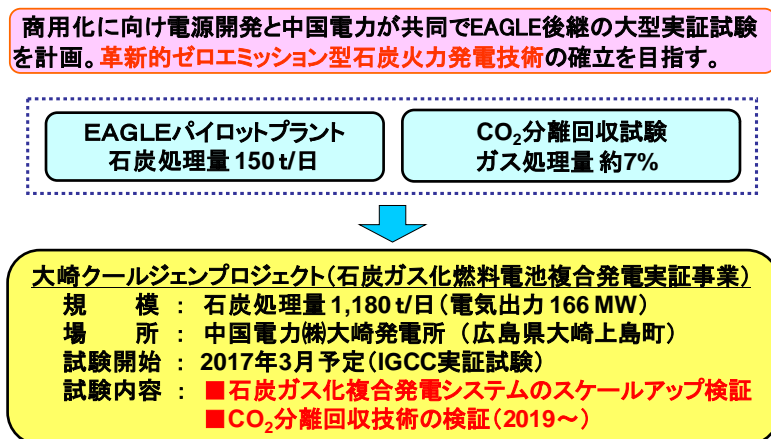 商用化に向け電源開発と中国電力が共同でEAGLE後継の大型実証試験
を計画。革新的ゼロエミッション型石炭火力発電技術の確立を目指す。
EAGLEパイロットプラント
石炭処理量 150 t/日
CO₂分離回収試験
ガス処理量 約7%
大崎クールジェンプロジェクト(石炭ガス化燃料電池複合発電実証事業)
規　模 : 石炭処理量 1,180 t/日(電気出力 166 MW)
場　所 : 中国電力㈱大崎発電所 (広島県大崎上島町)
試験開始 : 2017年3月予定(IGCC実証試験)
試験内容 : ■石炭ガス化複合発電システムのスケールアップ検証
■CO₂分離回収技術の検証(2019~)